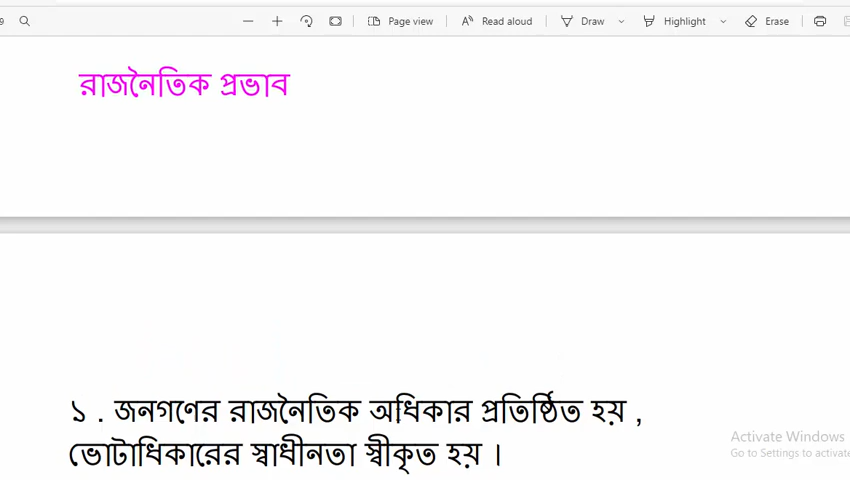 9
Page view
Read aloud
Draw
Highlight
Erase
রাজনৈতিক প্রভাব
১ . জনগণের রাজনৈতিক অধিকার প্রতিষ্ঠিত হয় ,
ভোটাধিকারের স্বাধীনতা স্বীকৃত হয় ।
Activate Windows
Go to Settings to activate